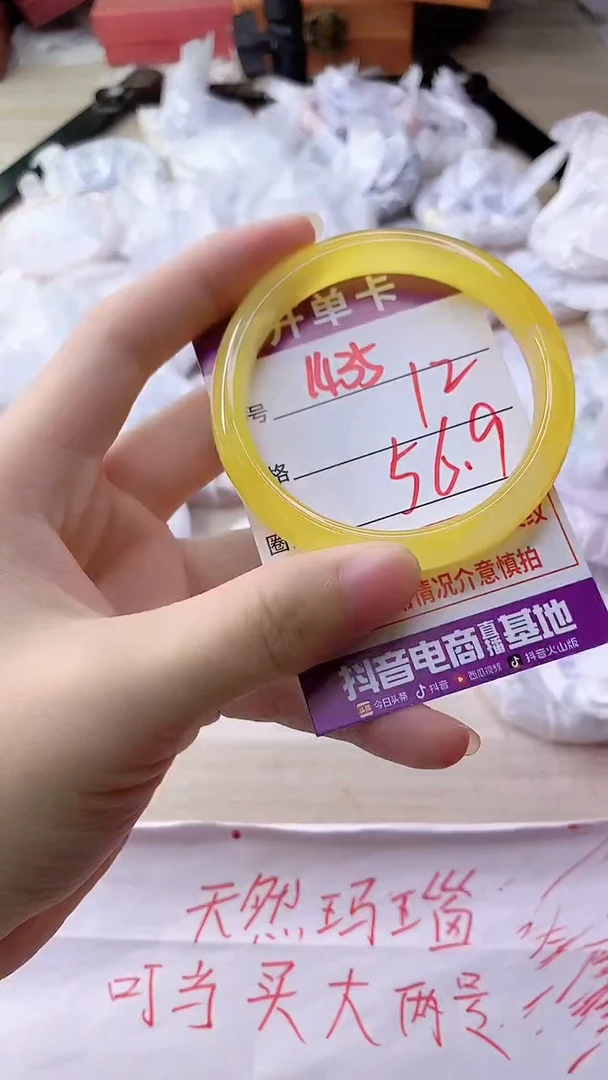 开单卡
1435
号
12
格
56.9
圈
情况介意慎拍
抖音电商直播基地
今日头条 抖音 西瓜视频 抖音火山版
天然玛瑙
叮当买大两号